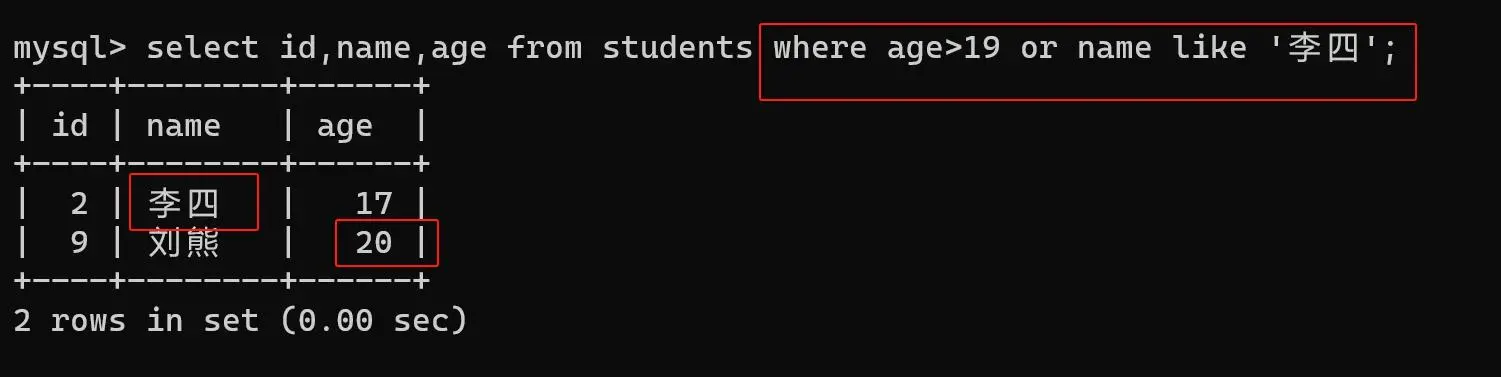 mysql> select id,name,age from students where age>19 or name like '李四';
+----+--------+------+
| id | name   | age  |
+----+--------+------+
|  2 | 李四   |   17 |
|  9 | 刘熊   |   20 |
+----+--------+------+
2 rows in set (0.00 sec)